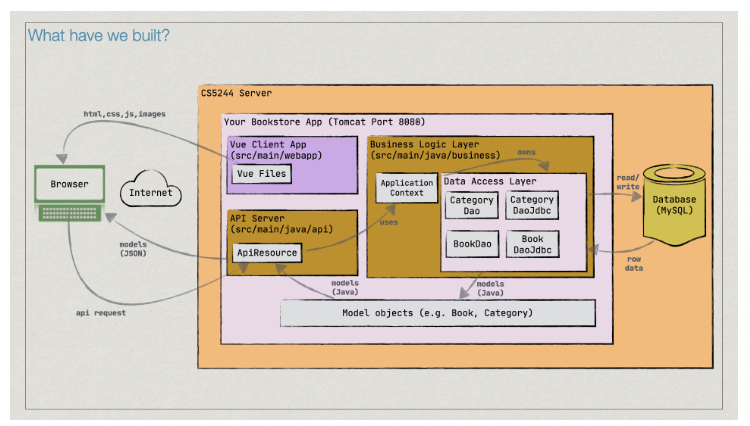 What have we built?
CS5244 Server
html,css,js,images
Your Bookstore App (Tomcat Port 8080)
Vue Client App
(src/main/webapp)
Vue Files
Business Logic Layer
(src/main/java/business)
owns
Browser
Internet
Application
Context
Data Access Layer
Category
Dao
Category
DaoJdbc
BookDao
Book
DaoJdbc
read/
write
Database
(MySQL)
API Server
(src/main/java/api)
uses
ApiResource
models
(JSON)
row
data
models
(Java)
models
(Java)
api request
Model objects (e.g. Book, Category)